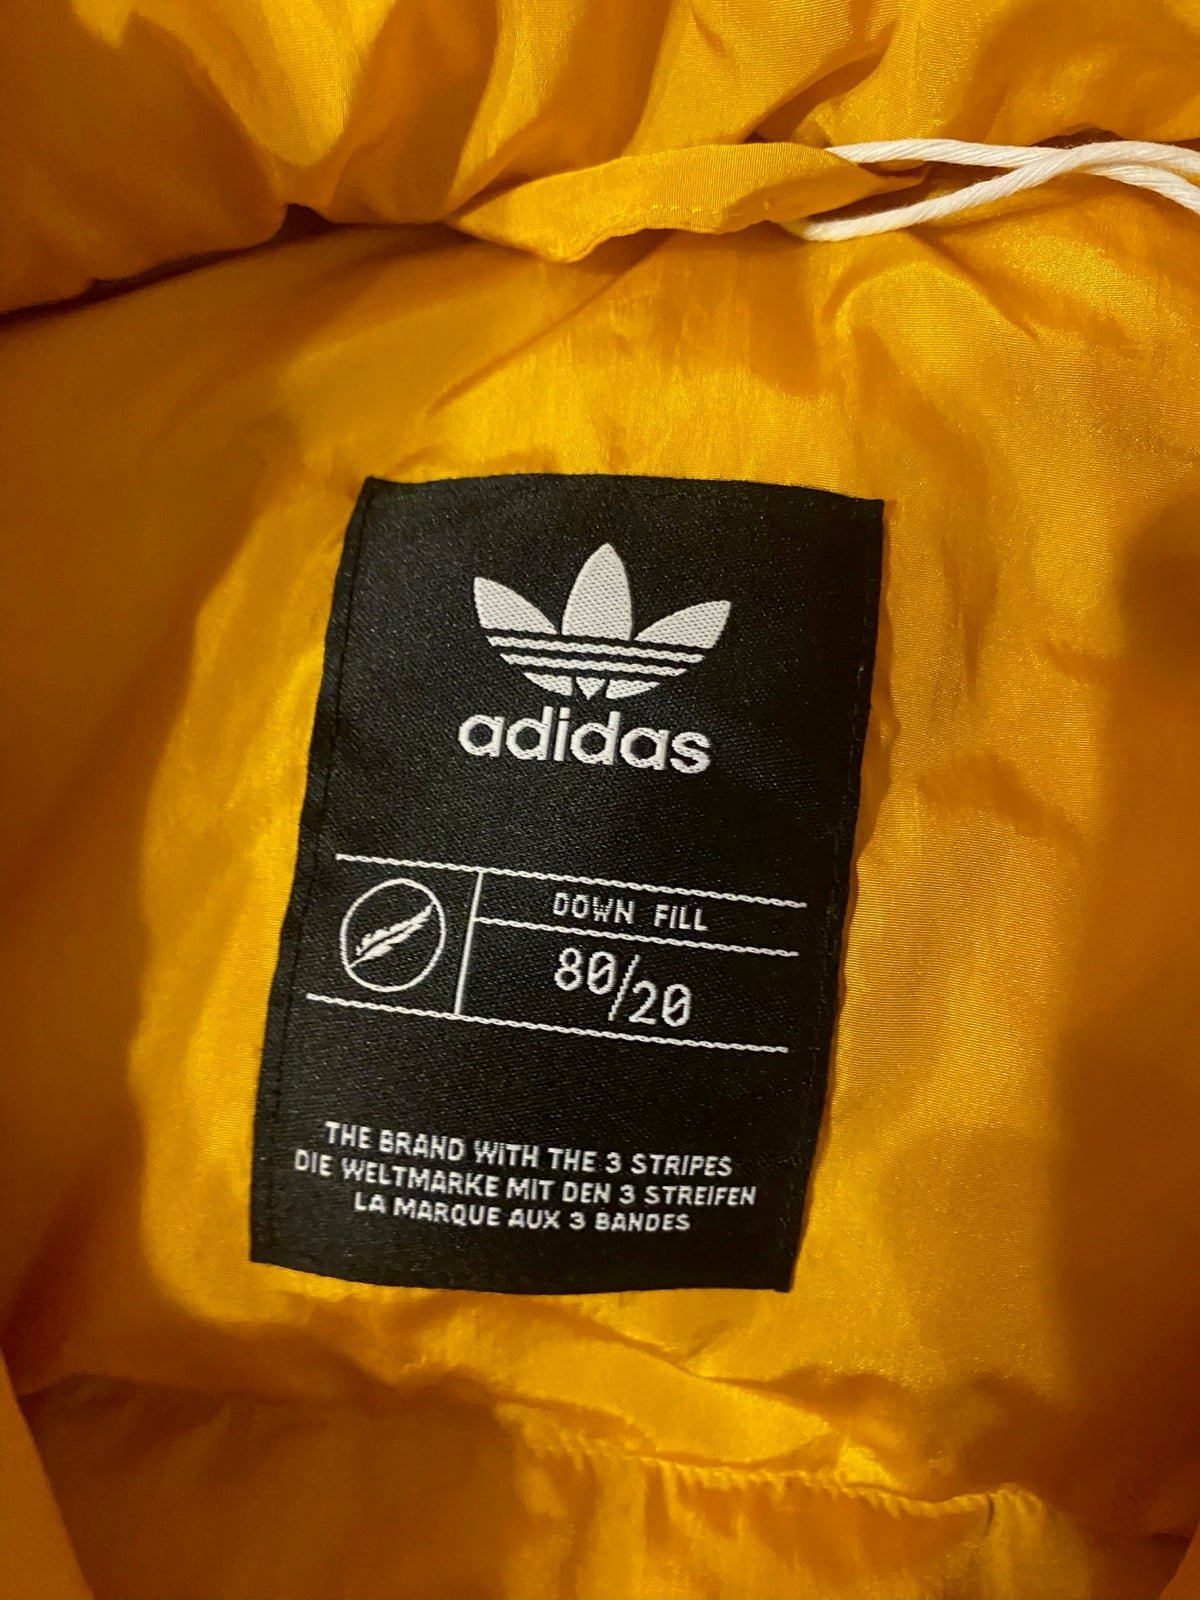 adidas
DOWN FILL
80/20
THE BRAND WITH THE 3 STRIPES
DIE WELTMARKE MIT DEN 3 STREIFEN
LA MARQUE AUX 3 BANDES